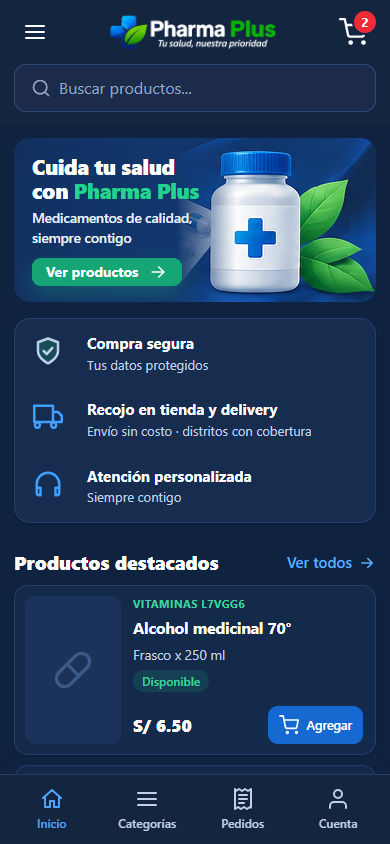 Pharma Plus
Tu salud, nuestra prioridad
2
Buscar productos...
Cuida tu salud
con Pharma Plus
Medicamentos de calidad,
siempre contigo
Ver productos
Compra segura
Tus datos protegidos
Recojo en tienda y delivery
Envío sin costo · distritos con cobertura
Atención personalizada
Siempre contigo
Productos destacados
Ver todos
VITAMINAS L7VGG6
Alcohol medicinal 70°
Frasco x 250 ml
Disponible
S/ 6.50
Agregar
Inicio
Categorías
Pedidos
Cuenta